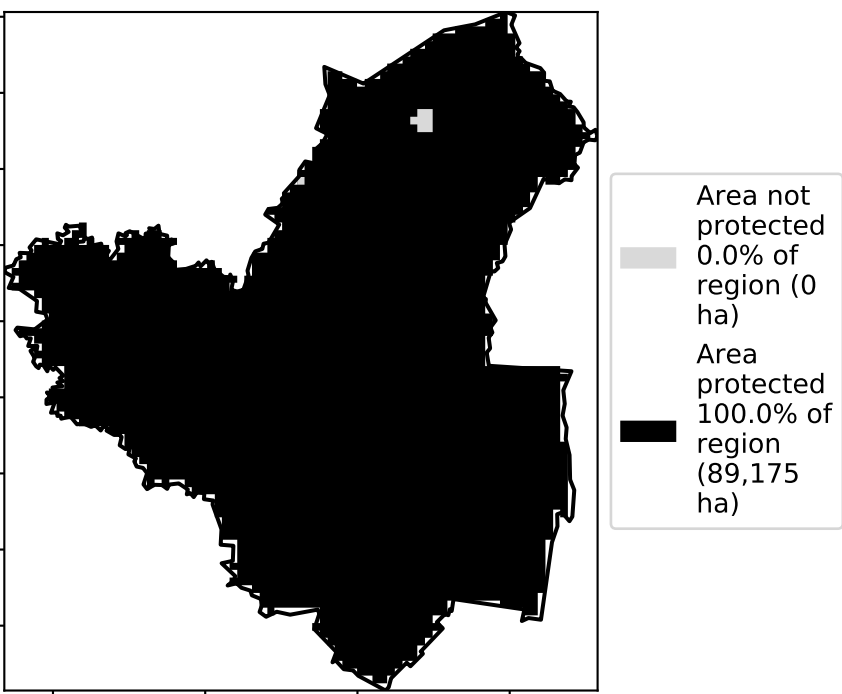 Area not
protected
0.0% of
region (0
ha)
Area
protected
100.0% of
region
(89,175
ha)